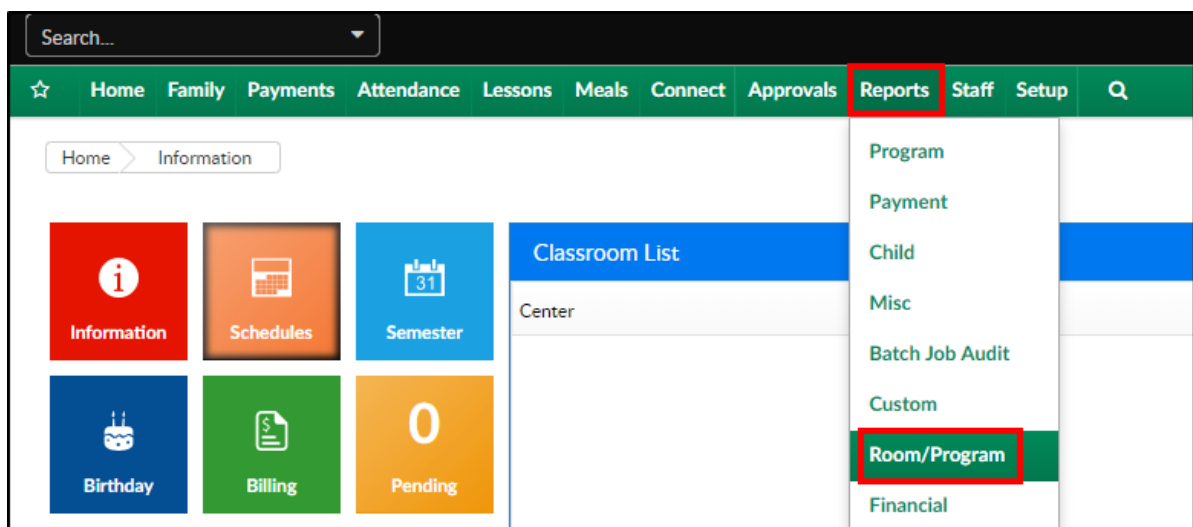 Search...
Home Family Payments Attendance Lessons Meals Connect Approvals Reports Staff Setup
Home Information
Program
Payment
Child
Misc
Batch Job Audit
Custom
Room/Program
Financial
Information
Schedules
31
Semester
Birthday
$
Billing
0
Pending
Classroom List
Center